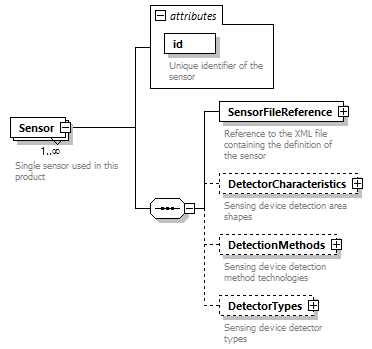 attributes
id
Unique identifier of the
sensor
Sensor
1..∞
Single sensor used in this
product
SensorFileReference
Reference to the XML file
containing the definition of
the sensor
DetectorCharacteristics
Sensing device detection area
shapes
DetectionMethods
Sensing device detection
method technologies
DetectorTypes
Sensing device detector
types